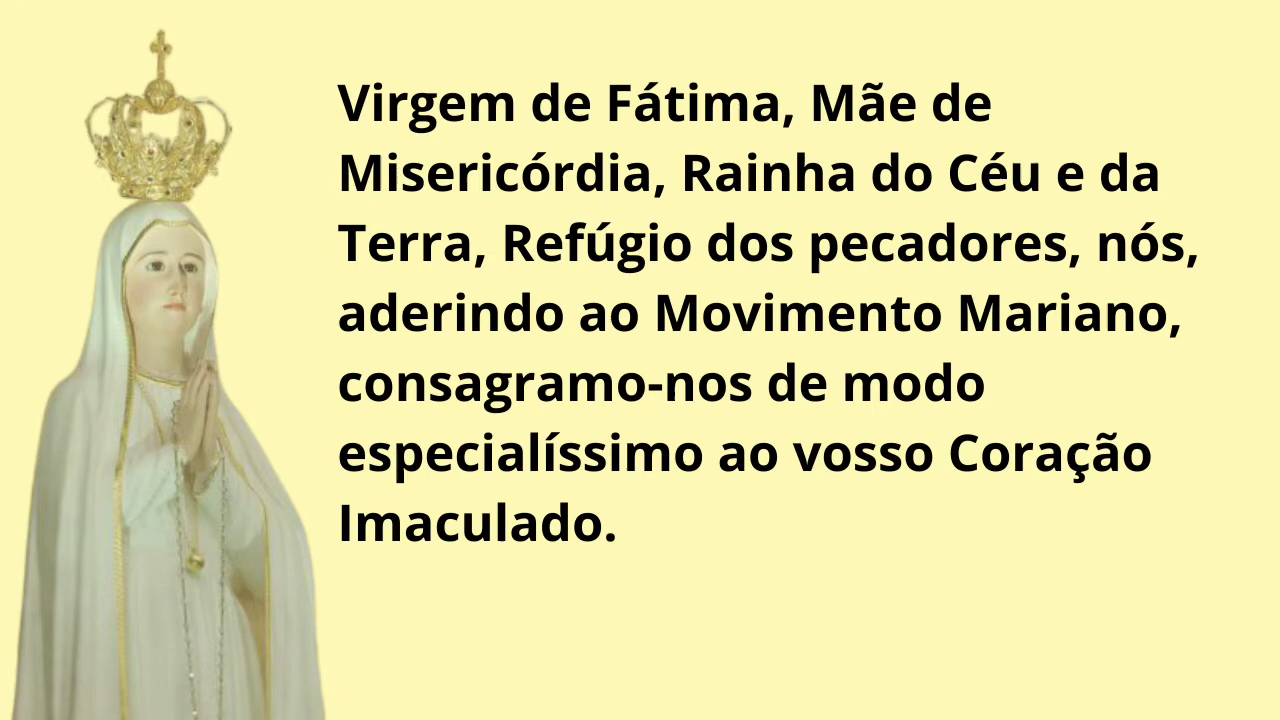 Virgem de Fátima, Mãe de
Misericórdia, Rainha do Céu e da
Terra, Refúgio dos pecadores, nós,
aderindo ao Movimento Mariano,
consagramo-nos de modo
especialíssimo ao vosso Coração
Imaculado.